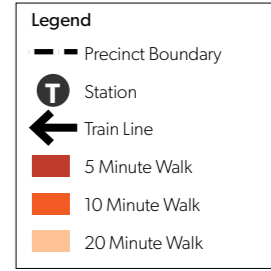 Legend
Precinct Boundary
T Station
Train Line
5 Minute Walk
10 Minute Walk
20 Minute Walk